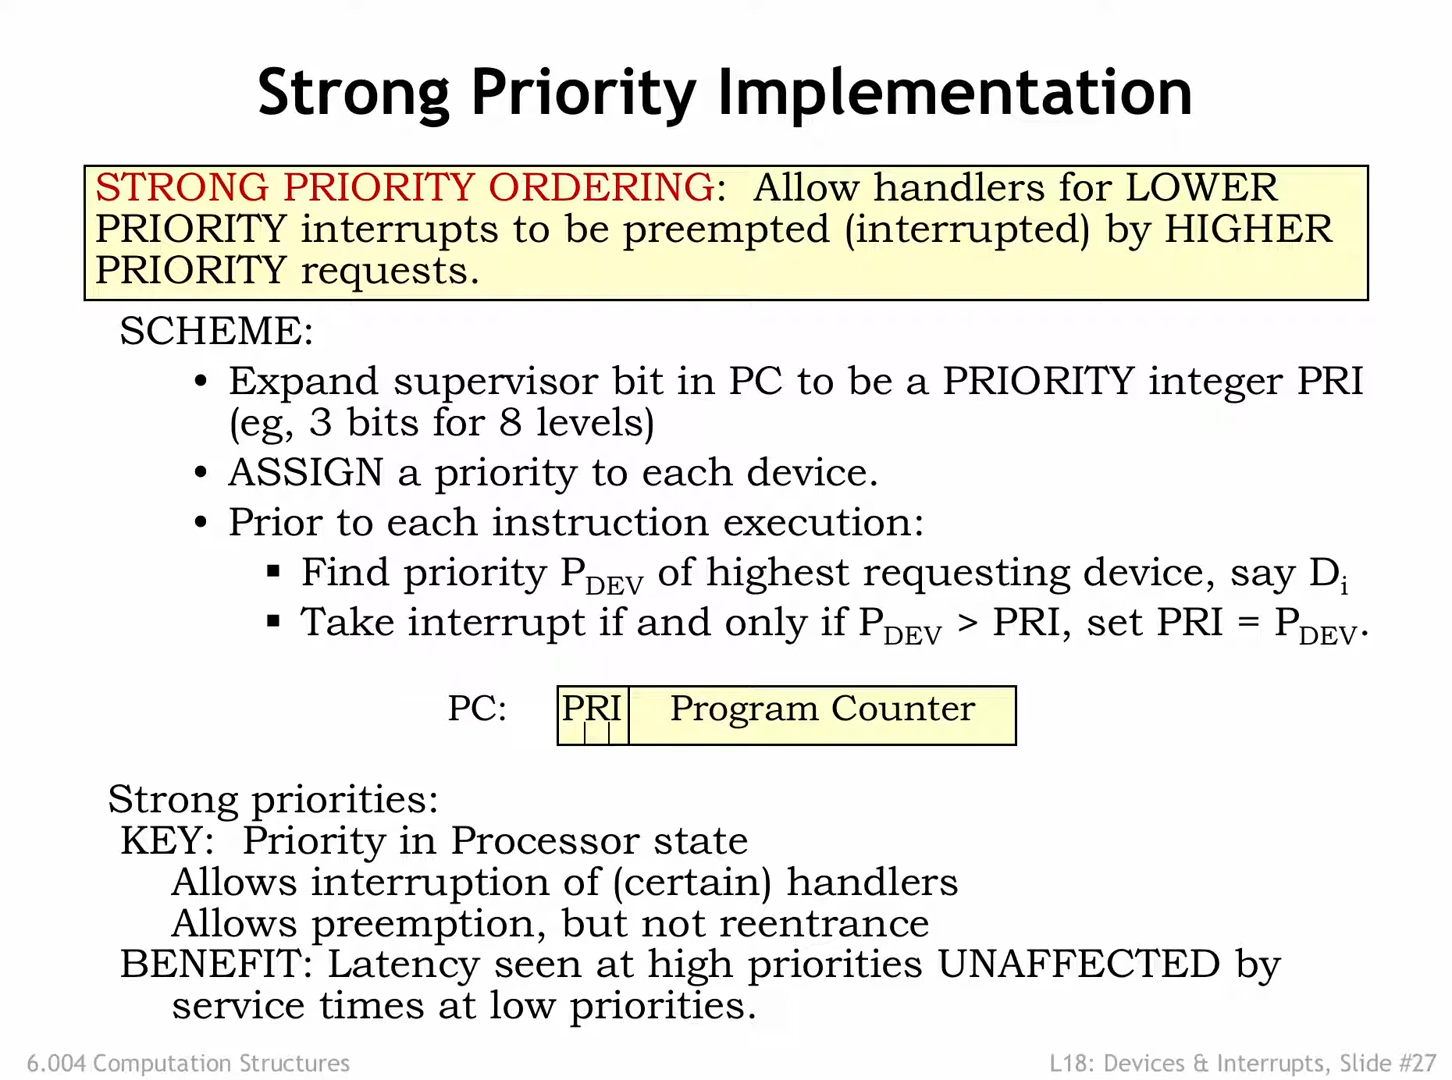 Strong Priority Implementation
STRONG PRIORITY ORDERING: Allow handlers for LOWER
PRIORITY interrupts to be preempted (interrupted) by HIGHER
PRIORITY requests.
SCHEME:
• Expand supervisor bit in PC to be a PRIORITY integer PRI
(eg, 3 bits for 8 levels)
• ASSIGN a priority to each device.
• Prior to each instruction execution:
▪ Find priority P_DEV of highest requesting device, say D_i
▪ Take interrupt if and only if P_DEV > PRI, set PRI = P_DEV.
PC: PRI Program Counter
Strong priorities:
KEY: Priority in Processor state
Allows interruption of (certain) handlers
Allows preemption, but not reentrance
BENEFIT: Latency seen at high priorities UNAFFECTED by
service times at low priorities.
6.004 Computation Structures
L18: Devices & Interrupts, Slide #27